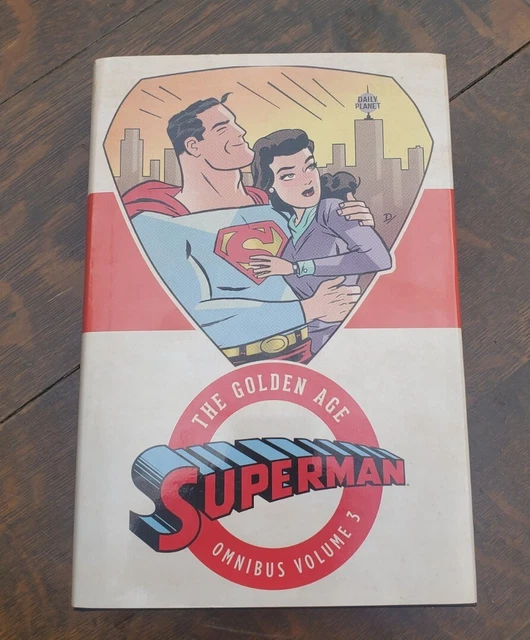 DAILY
PLANET
S
THE GOLDEN AGE
SUPERMAN
OMNIBUS VOLUME 3